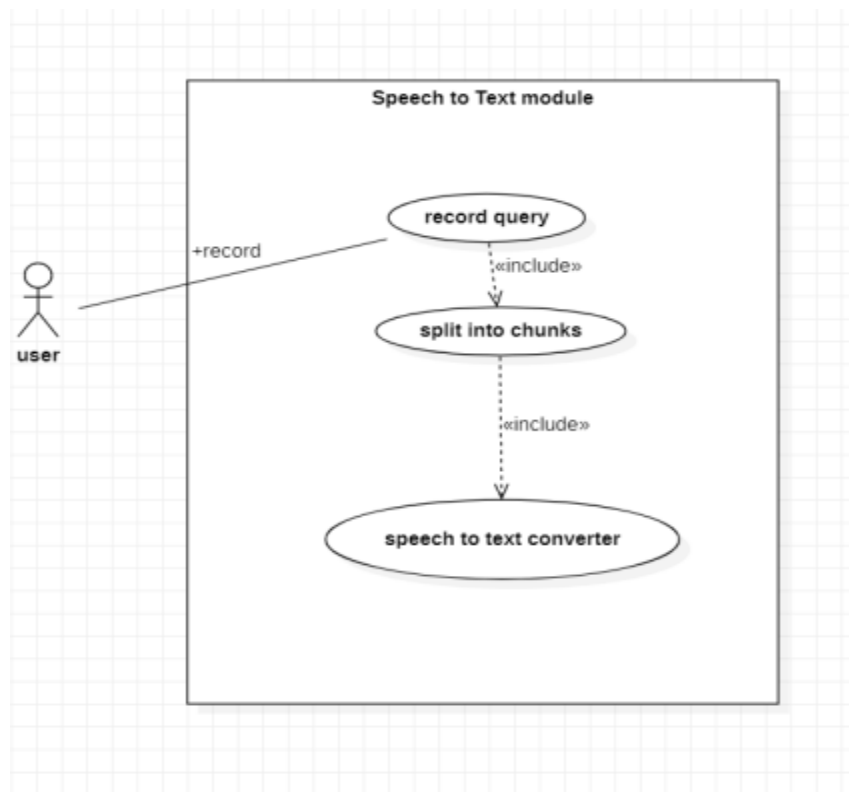 Speech to Text module
record query
+record
«include»
split into chunks
user
«include»
speech to text converter